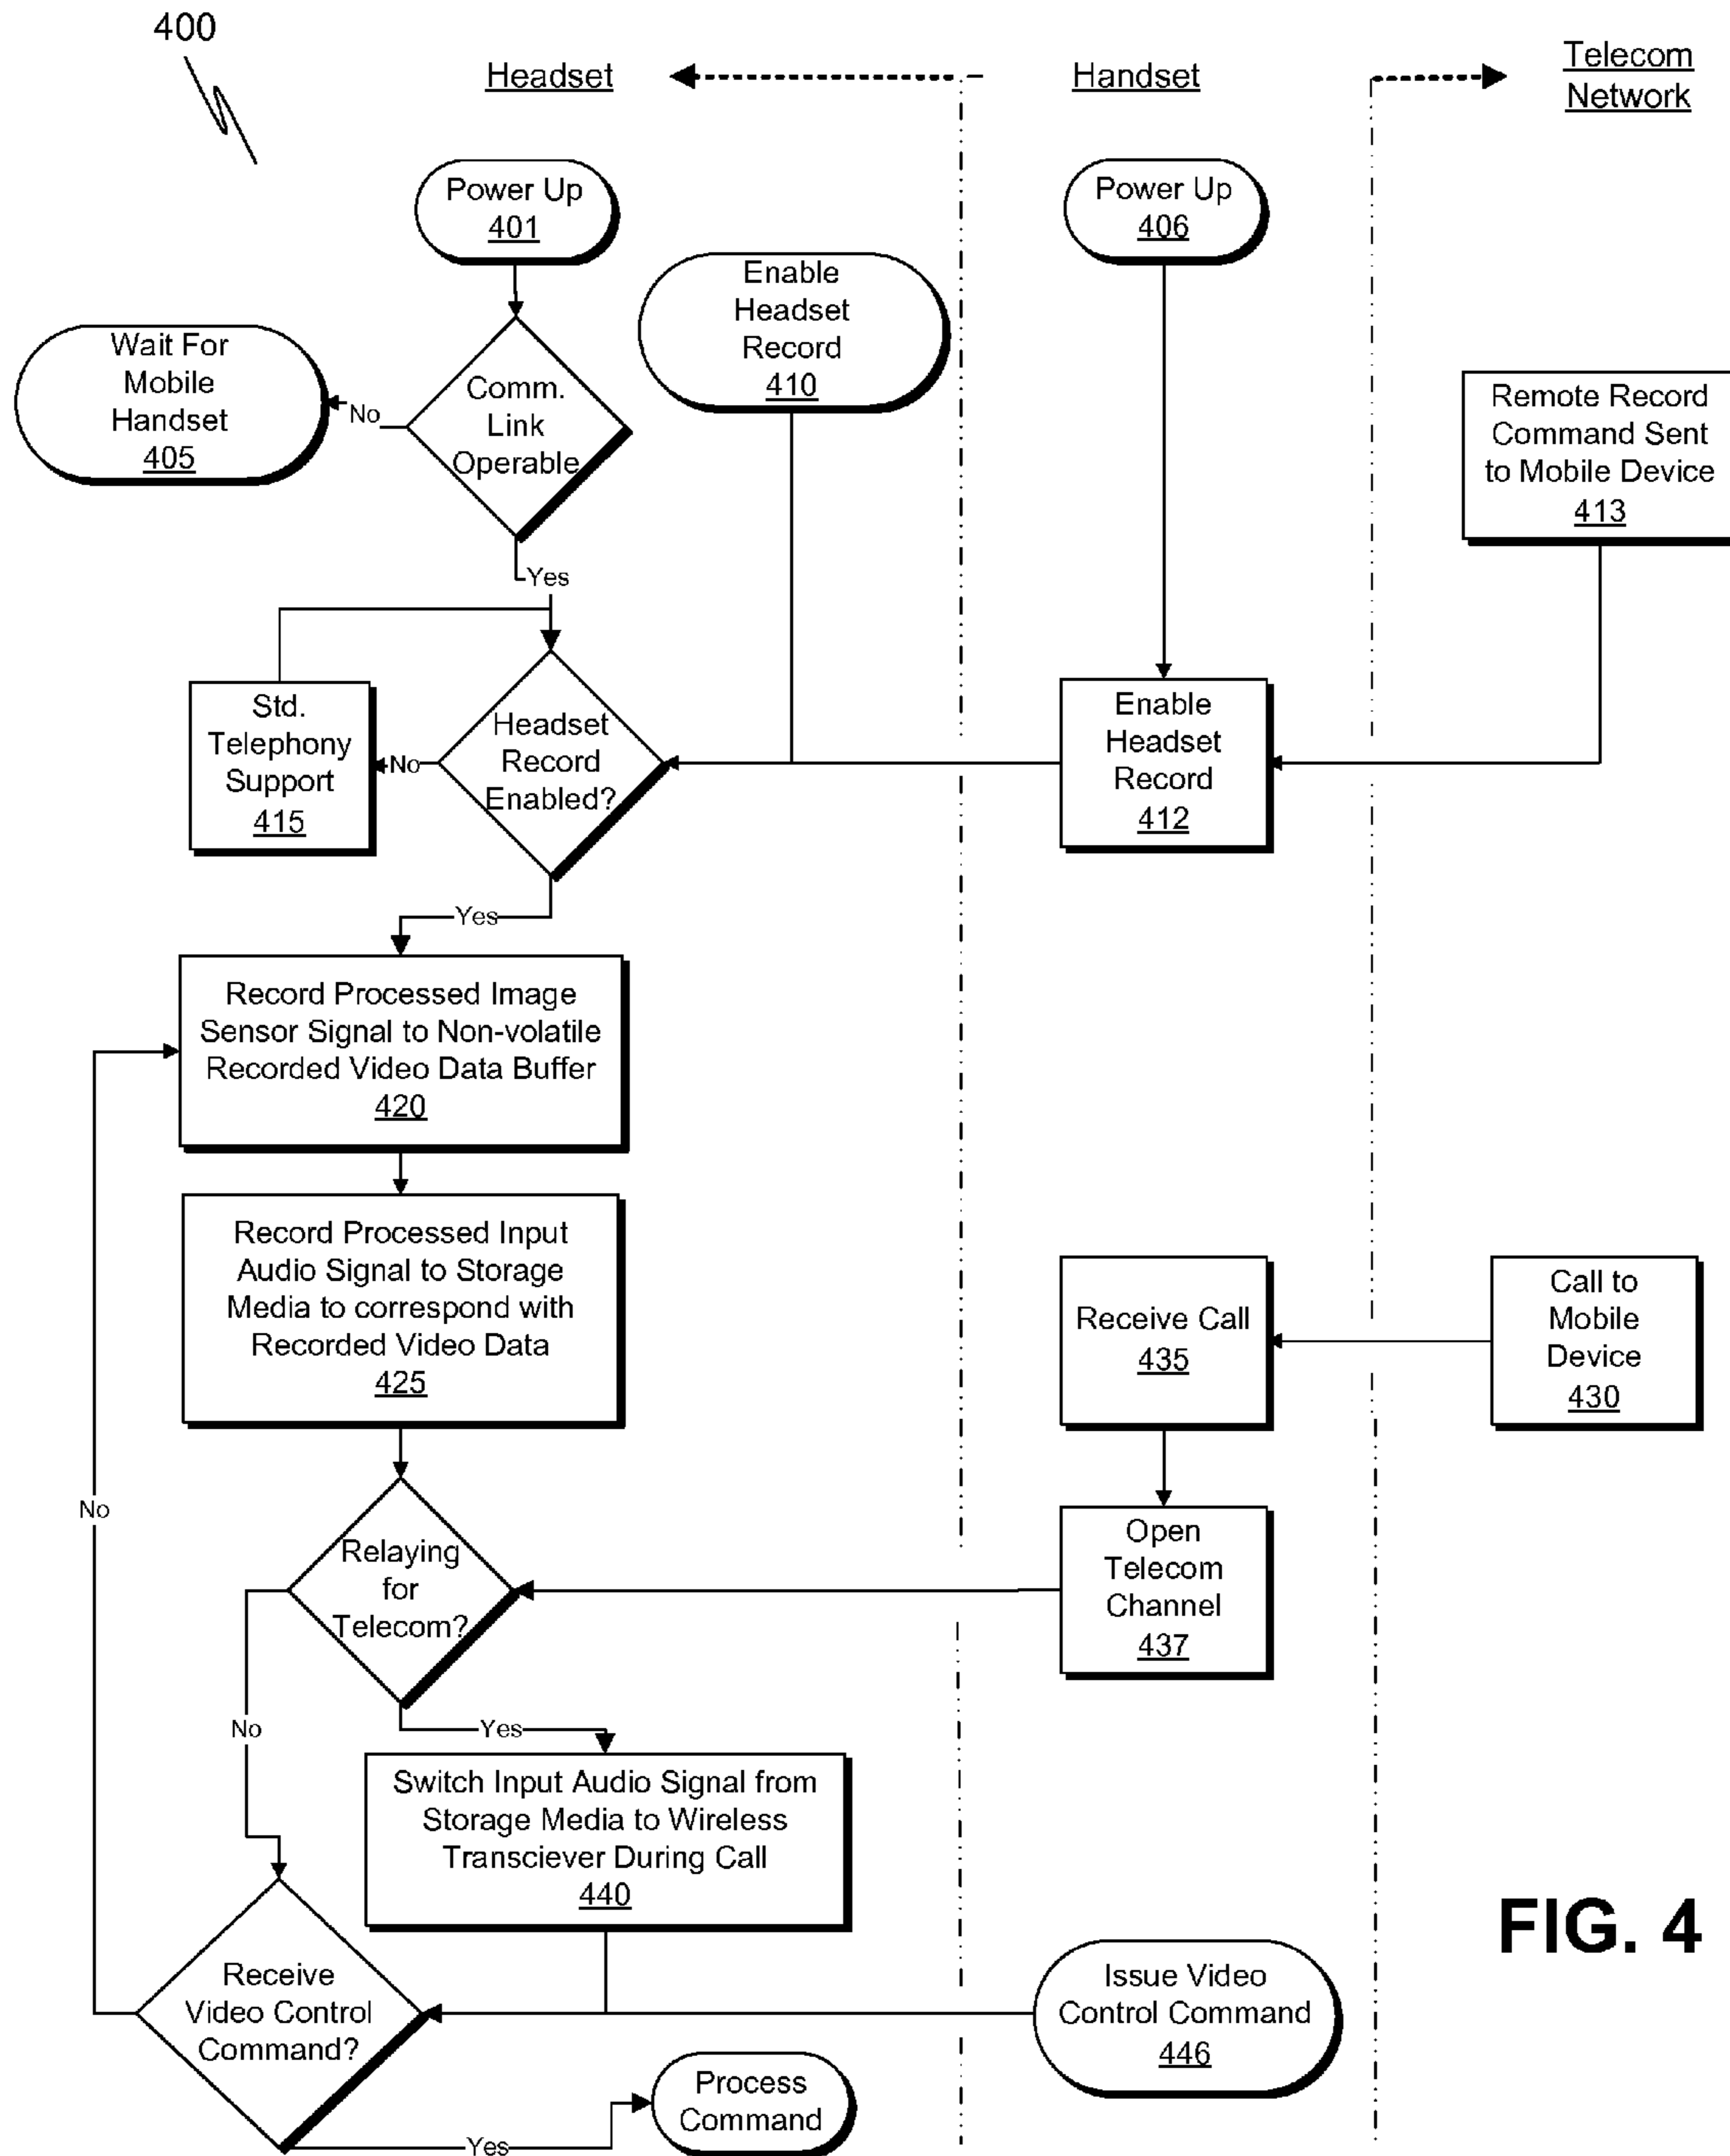 400
Headset
Handset
Telecom
Network
Power Up
401
Power Up
406
Enable
Headset
Record
410
Wait For
Mobile
Handset
405
Comm.
Link
Operable
No
Remote Record
Command Sent
to Mobile Device
413
Yes
Std.
Telephony
Support
415
No
Headset
Record
Enabled?
Enable
Headset
Record
412
Yes
Record Processed Image
Sensor Signal to Non-volatile
Recorded Video Data Buffer
420
Record Processed Input
Audio Signal to Storage
Media to correspond with
Recorded Video Data
425
Receive Call
435
Call to
Mobile
Device
430
No
Relaying
for
Telecom?
Open
Telecom
Channel
437
No
Yes
Switch Input Audio Signal from
Storage Media to Wireless
Transciever During Call
440
FIG. 4
Receive
Video Control
Command?
Issue Video
Control Command
446
Process
Command
Yes